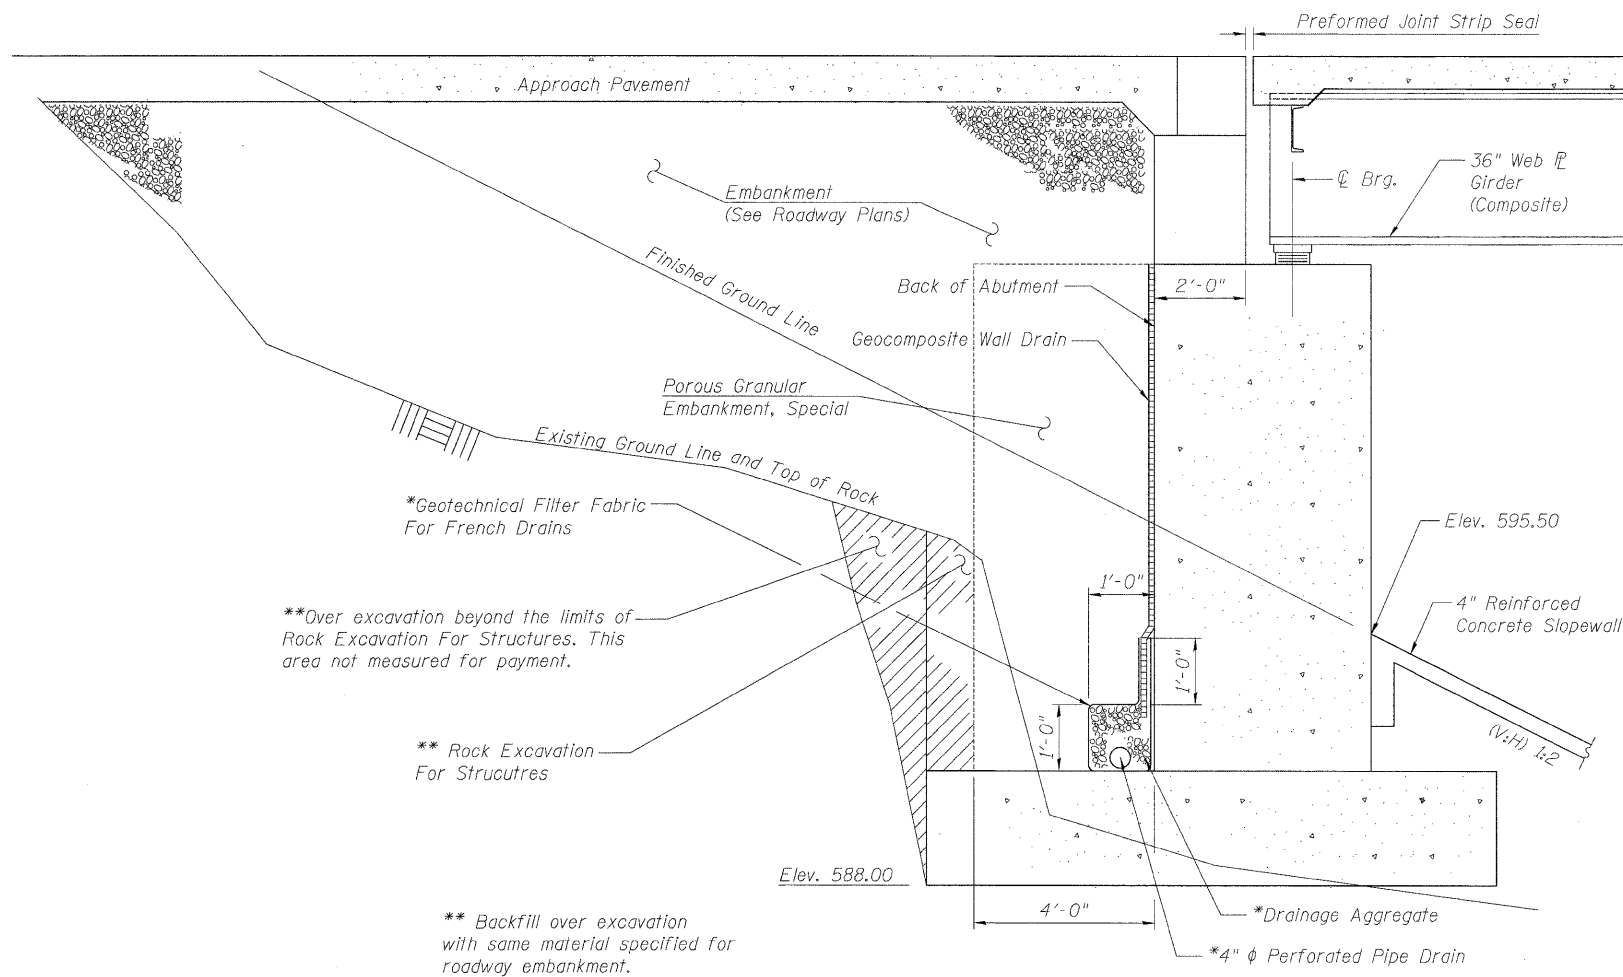 Preformed Joint Strip Seal
Approach Pavement
36" Web ⅊
Girder
(Composite)
℄ Brg.
Embankment
(See Roadway Plans)
Finished Ground Line
Back of Abutment
2'-0"
Geocomposite Wall Drain
Porous Granular
Embankment, Special
Existing Ground Line and Top of Rock
*Geotechnical Filter Fabric
For French Drains
Elev. 595.50
1'-0"
4" Reinforced
Concrete Slopewall
**Over excavation beyond the limits of
Rock Excavation For Structures. This
area not measured for payment.
1'-0"
1'-0"
(V:H) 1:2
** Rock Excavation
For Strucutres
Elev. 588.00
4'-0"
*Drainage Aggregate
*4" ϕ Perforated Pipe Drain
** Backfill over excavation
with same material specified for
roadway embankment.